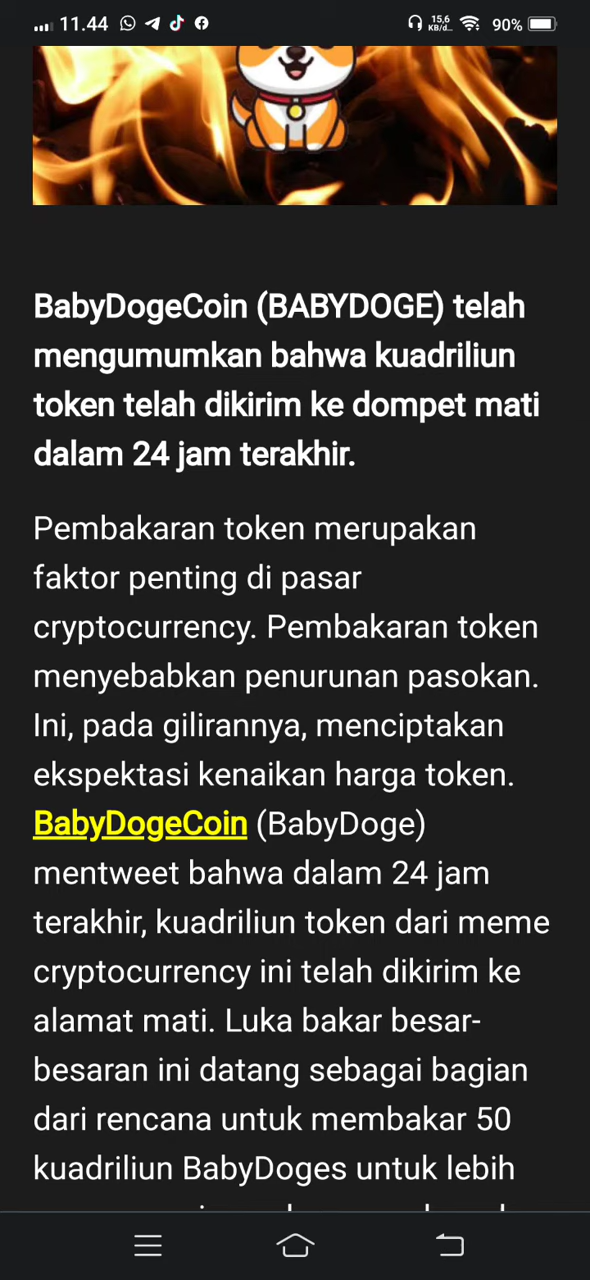 11.44
15,6
KB/d...
90%
BabyDogeCoin (BABYDOGE) telah
mengumumkan bahwa kuadriliun
token telah dikirim ke dompet mati
dalam 24 jam terakhir.
Pembakaran token merupakan
faktor penting di pasar
cryptocurrency. Pembakaran token
menyebabkan penurunan pasokan.
Ini, pada gilirannya, menciptakan
ekspektasi kenaikan harga token.
BabyDogeCoin (BabyDoge)
mentweet bahwa dalam 24 jam
terakhir, kuadriliun token dari meme
cryptocurrency ini telah dikirim ke
alamat mati. Luka bakar besar-
besaran ini datang sebagai bagian
dari rencana untuk membakar 50
kuadriliun BabyDoges untuk lebih